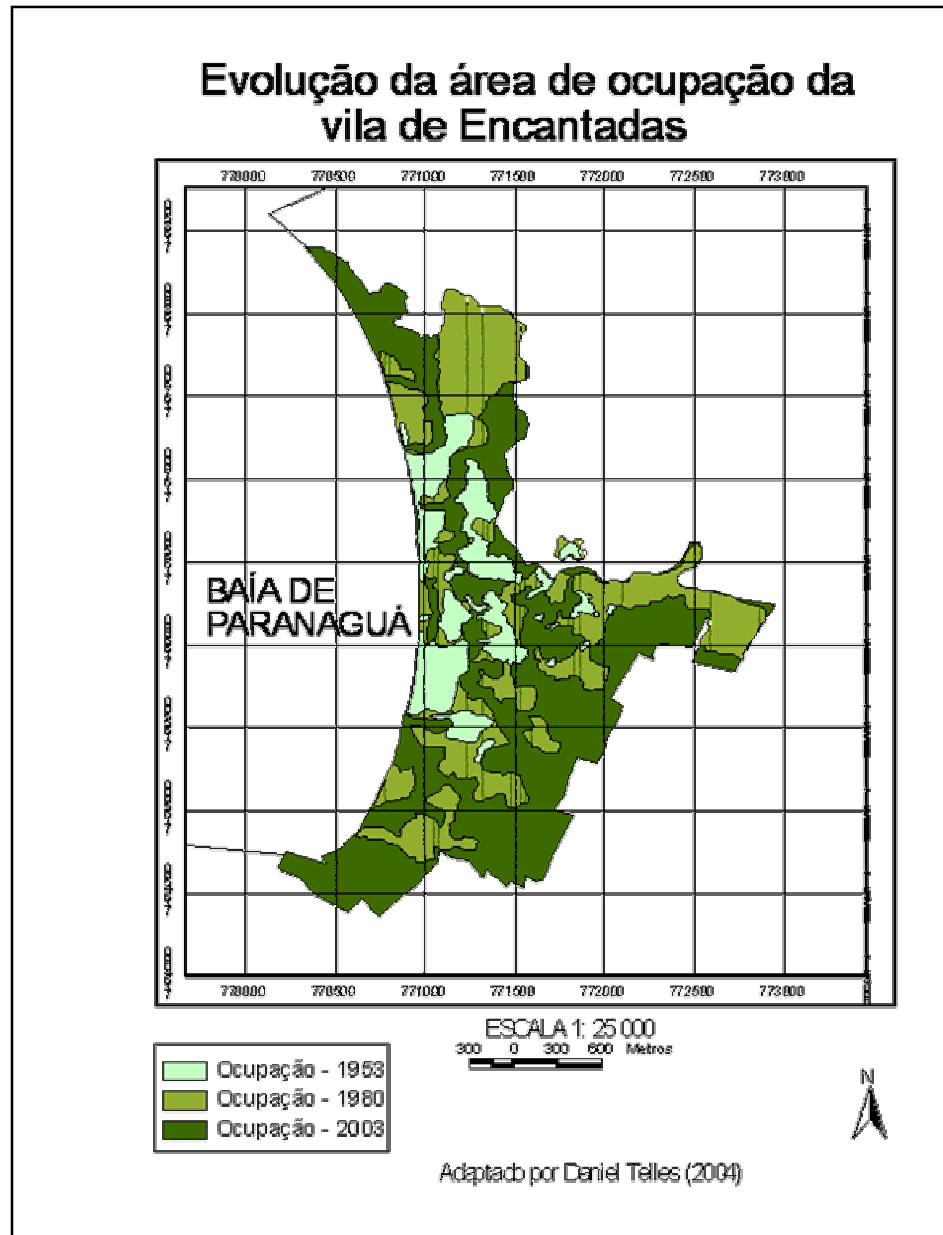 Evolução da área de ocupação da
vila de Encantadas
770000 770500 771000 771500 772000 772500 773000
BAÍA DE
PARANAGUÁ
770000 770500 771000 771500 772000 772500 773000
ESCALA 1: 25 000
300 0 300 600 Metros
Ocupação - 1953
Ocupação - 1980
Ocupação - 2003
N
Adaptado por Daniel Telles (2004)